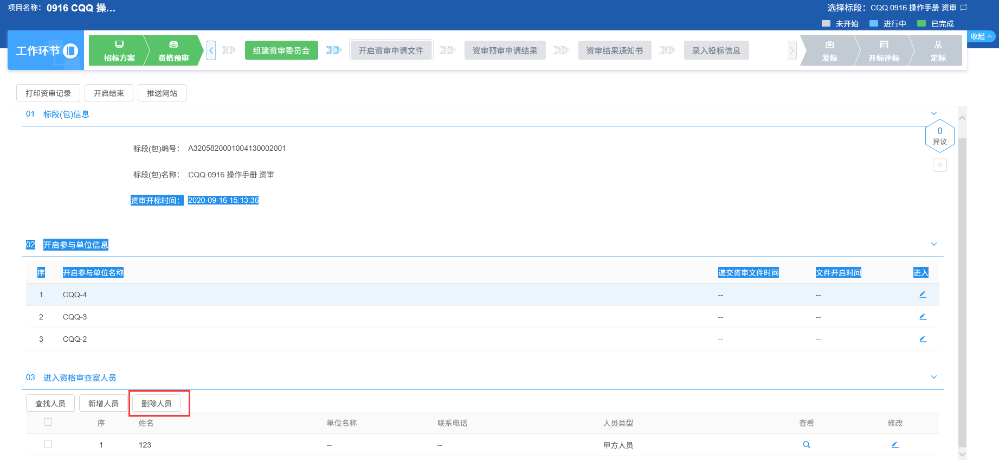 项目名称： 0916 CQQ 操...
选择标段： CQQ 0916 操作手册 资审
未开始 进行中 已完成
工作环节
招标方案
资格预审
组建资审委员会
开启资审申请文件
资审预审申请结果
资审结果通知书
录入投标信息
发标
开标评标
定标
收起
打印资审记录 开启结束 推送网站
01 标段(包)信息
0
异议
标段(包)编号： A3205820001004130002001
标段(包)名称： CQQ 0916 操作手册 资审
资审开标时间： 2020-09-16 15:13:36
02 开启参与单位信息
序 开启参与单位名称 递交资审文件时间 文件开启时间 进入
1 CQQ-4 -- --
2 CQQ-3 -- --
3 CQQ-2 -- --
03 进入资格审查室人员
查找人员 新增人员 删除人员
序 姓名 单位名称 联系电话 人员类型 查看 修改
1 123 -- -- 甲方人员